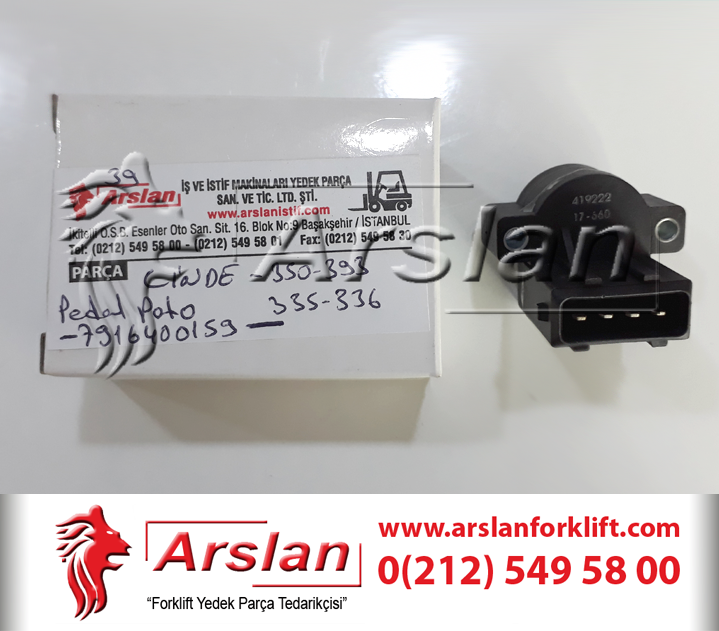 39
Arslan
İŞ VE İSTİF MAKİNALARI YEDEK PARÇA
SAN. VE TİC. LTD. ŞTİ.
www.arslanistif.com
İkitelli O.S.B. Esenler Oto San. Sit. 16. Blok No:9 Başakşehir / İSTANBUL
Tel: (0212) 549 58 00 - (0212) 549 58 01 Fax: (0212) 549 58 30
PARÇA
LİNDE - 350-393
Pedal Poto 335-336
- 7916400159 -
419222
17-360
Arslan
Arslan
"Forklift Yedek Parça Tedarikçisi"
www.arslanforklift.com
0(212) 549 58 00